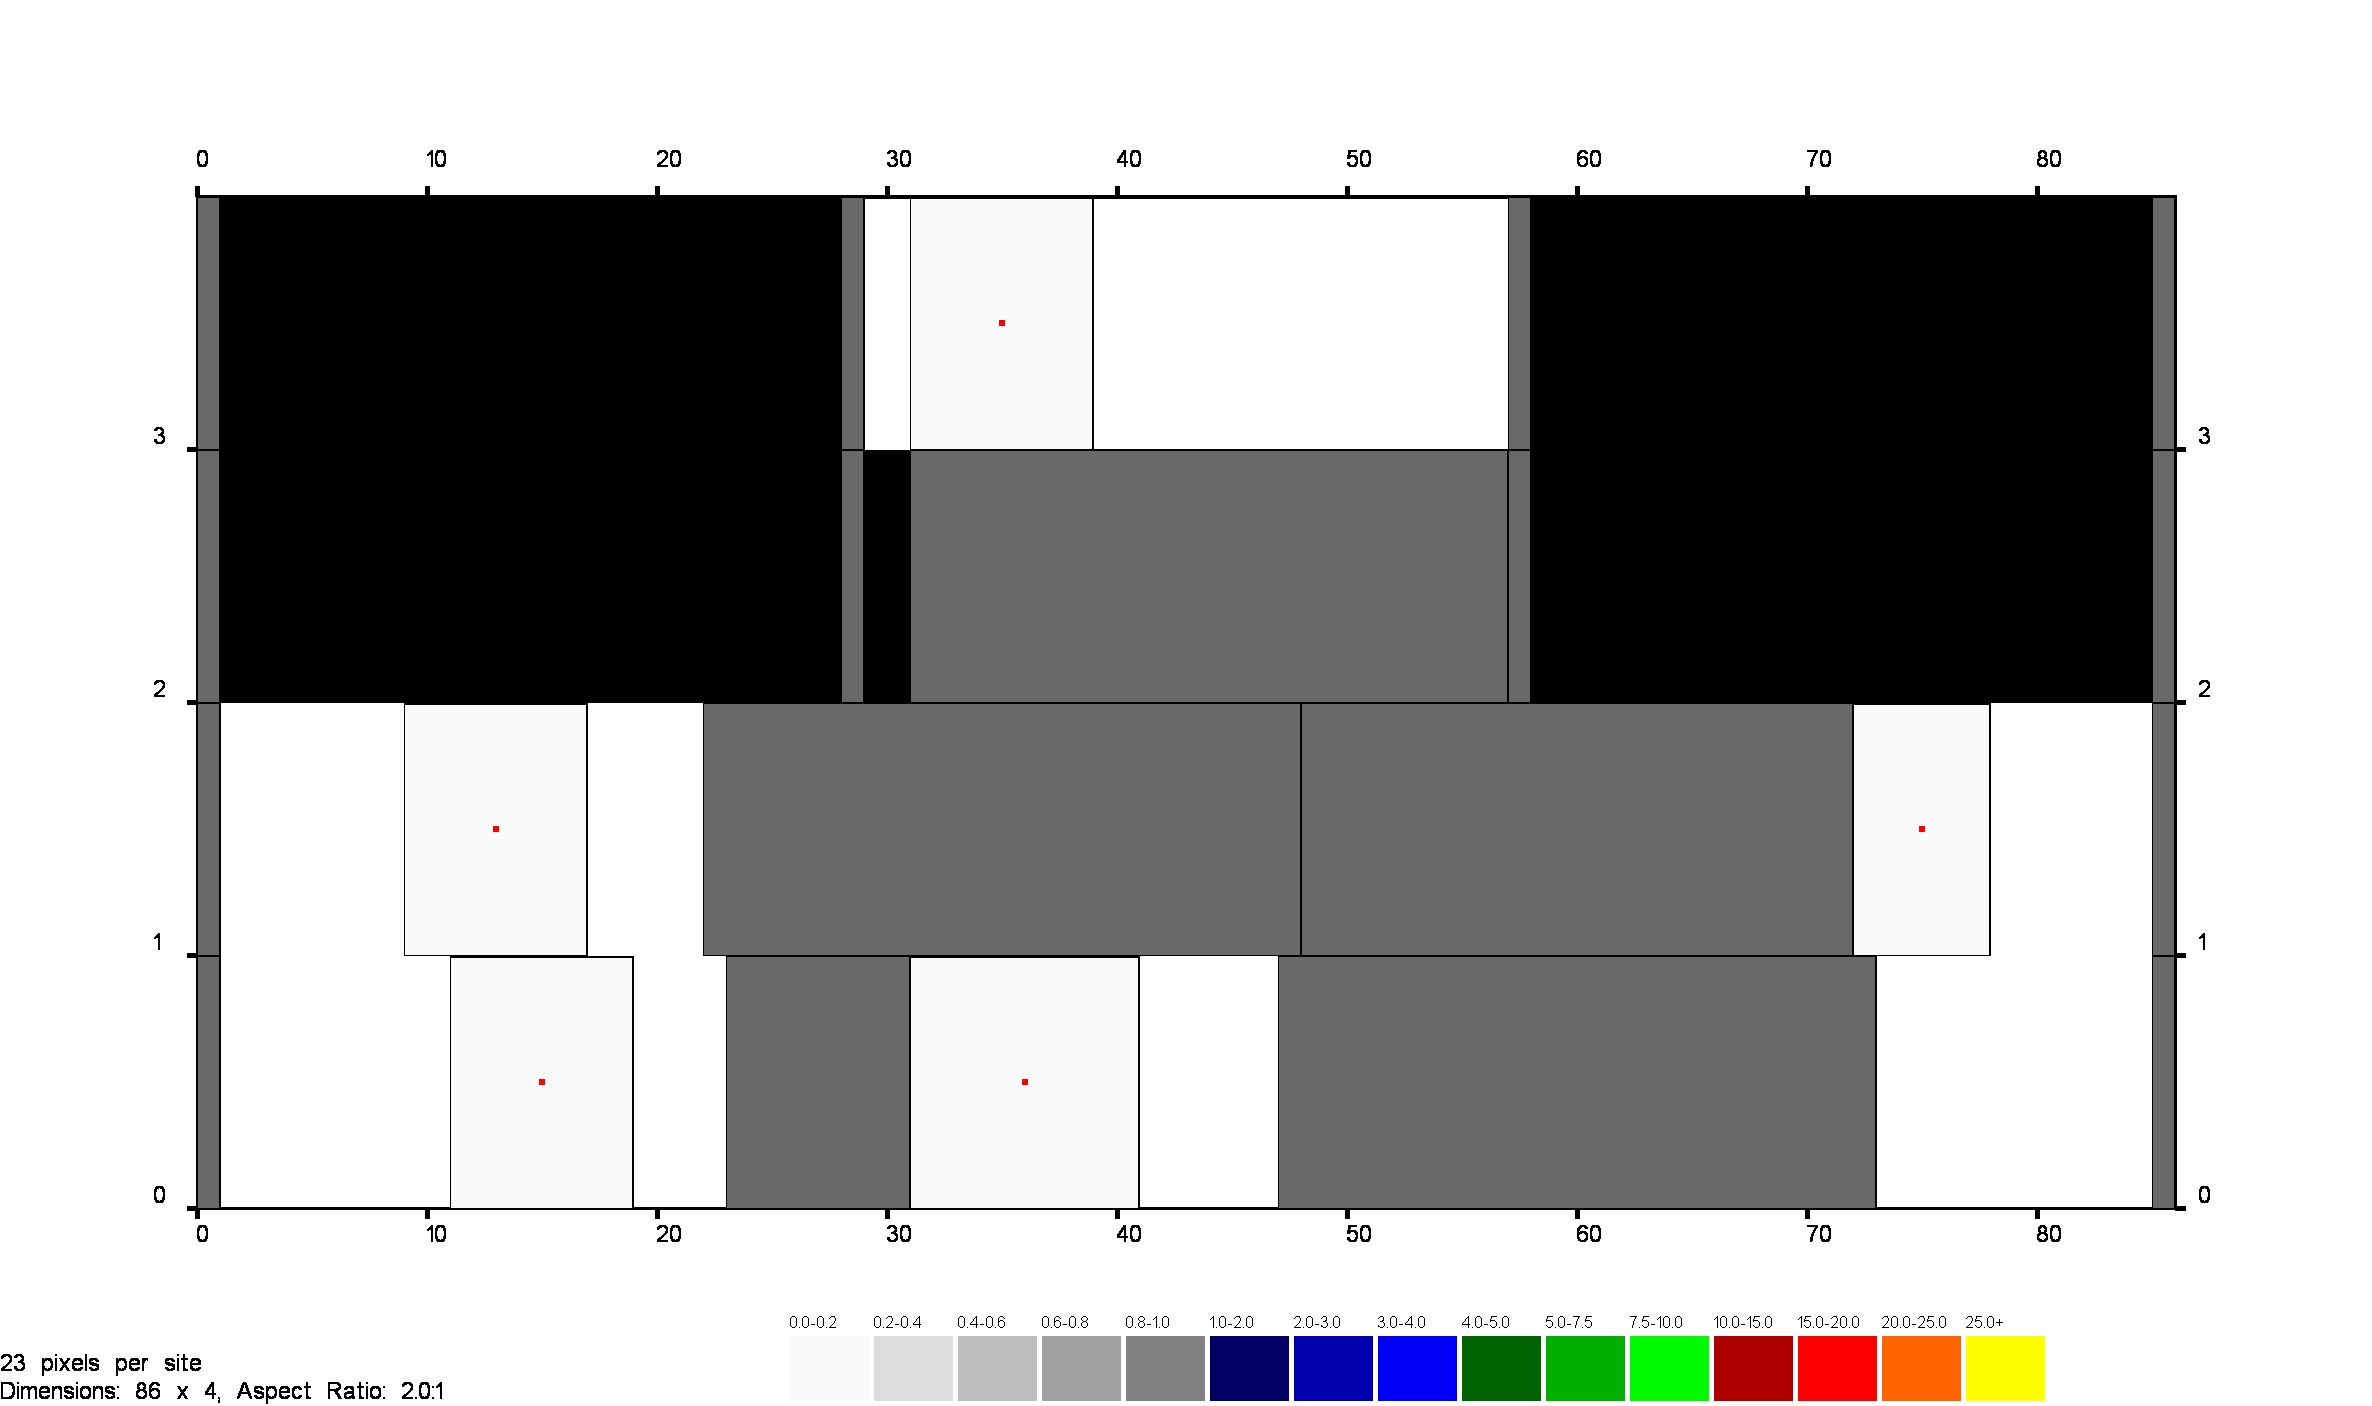 0 10 20 30 40 50 60 70 80
3 3
2 2
1 1
0 0
0 10 20 30 40 50 60 70 80
0.0-0.2 0.2-0.4 0.4-0.6 0.6-0.8 0.8-1.0 1.0-2.0 2.0-3.0 3.0-4.0 4.0-5.0 5.0-7.5 7.5-10.0 10.0-15.0 15.0-20.0 20.0-25.0 25.0+
23 pixels per site
Dimensions: 86 x 4, Aspect Ratio: 2.0:1